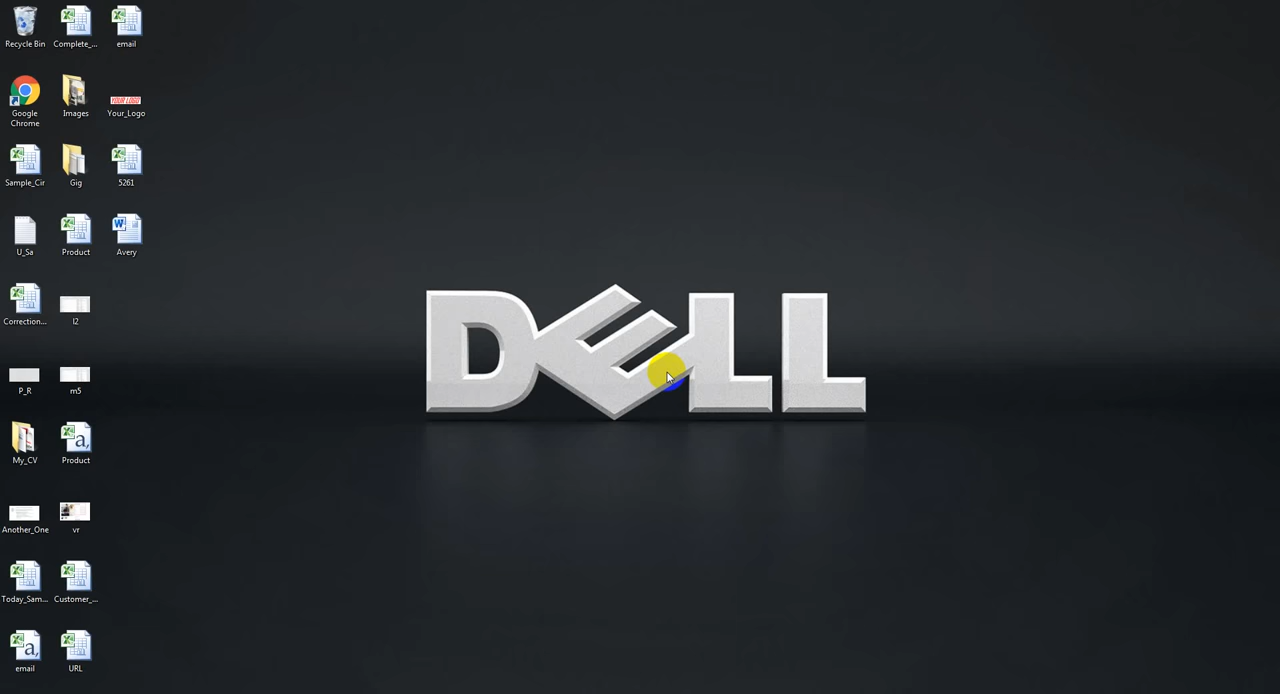 Recycle Bin
Complete_...
email
Google
Chrome
Images
YOUR LOGO
Your_Logo
Sample_Cir
Gig
5261
U_Sa
Product
Avery
Correction...
l2
P_R
m5
My_CV
Product
Another_One
vr
Today_Sam...
Customer_...
email
URL
DELL